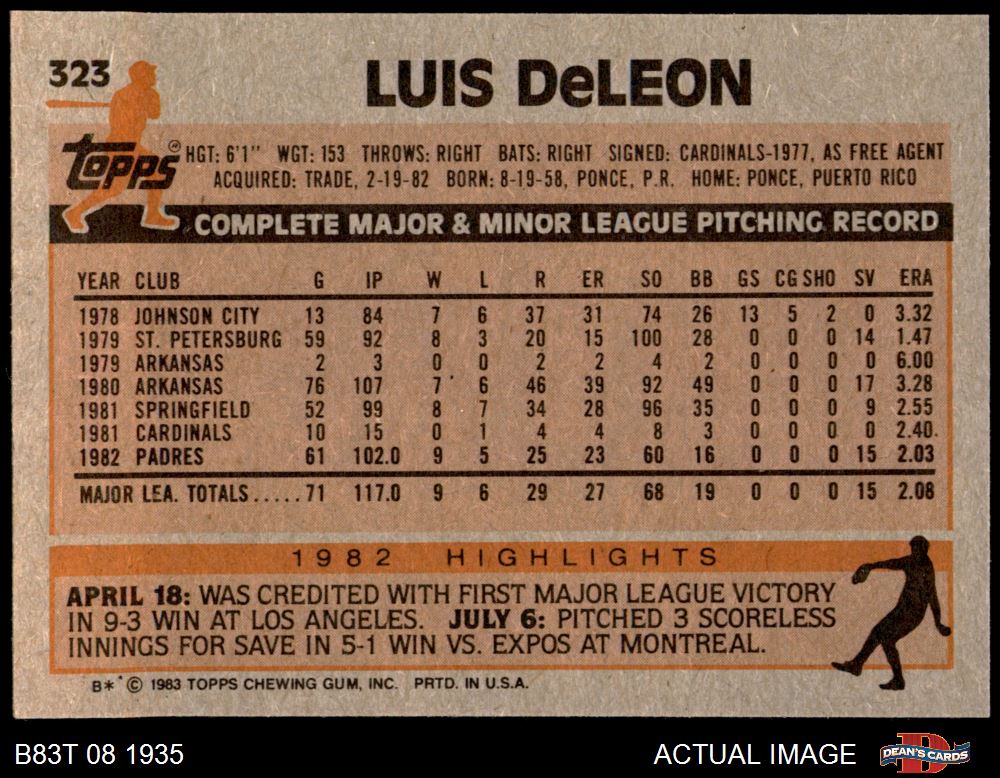 323
LUIS DeLEON
topps® HGT: 6'1" WGT: 153 THROWS: RIGHT BATS: RIGHT SIGNED: CARDINALS-1977, AS FREE AGENT
ACQUIRED: TRADE, 2-19-82 BORN: 8-19-58, PONCE, P.R. HOME: PONCE, PUERTO RICO
COMPLETE MAJOR & MINOR LEAGUE PITCHING RECORD
YEAR CLUB G IP W L R ER SO BB GS CG SHO SV ERA
1978 JOHNSON CITY 13 84 7 6 37 31 74 26 13 5 2 0 3.32
1979 ST. PETERSBURG 59 92 8 3 20 15 100 28 0 0 0 14 1.47
1979 ARKANSAS 2 3 0 0 2 2 4 2 0 0 0 0 6.00
1980 ARKANSAS 76 107 7 6 46 39 92 49 0 0 0 17 3.28
1981 SPRINGFIELD 52 99 8 7 34 28 96 35 0 0 0 9 2.55
1981 CARDINALS 10 15 0 1 4 4 8 3 0 0 0 0 2.40
1982 PADRES 61 102.0 9 5 25 23 60 16 0 0 0 15 2.03
MAJOR LEA. TOTALS.....71 117.0 9 6 29 27 68 19 0 0 0 15 2.08
1982 HIGHLIGHTS
APRIL 18: WAS CREDITED WITH FIRST MAJOR LEAGUE VICTORY
IN 9-3 WIN AT LOS ANGELES. JULY 6: PITCHED 3 SCORELESS
INNINGS FOR SAVE IN 5-1 WIN VS. EXPOS AT MONTREAL.
B* © 1983 TOPPS CHEWING GUM, INC. PRTD. IN U.S.A.
B83T 08 1935 ACTUAL IMAGE DEAN'S CARDS